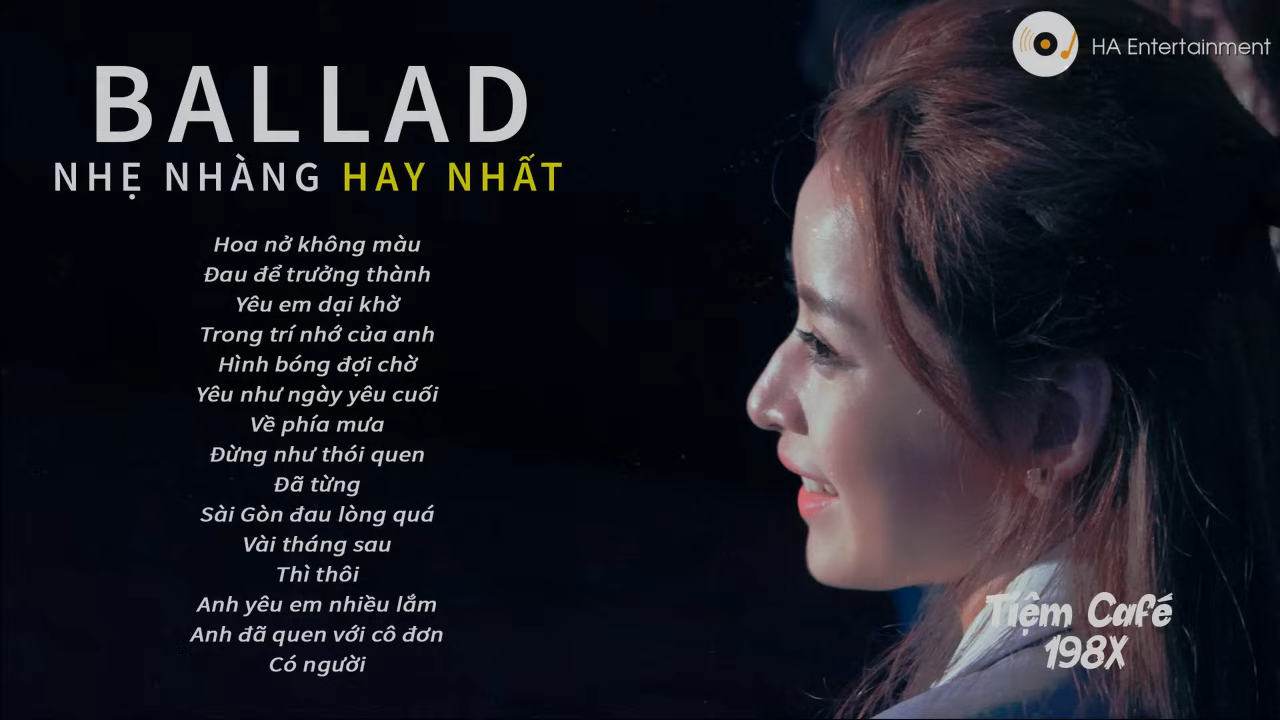 HA Entertainment
BALLAD
NHẸ NHÀNG HAY NHẤT
Hoa nở không màu
Đau để trưởng thành
Yêu em dại khờ
Trong trí nhớ của anh
Hình bóng đợi chờ
Yêu như ngày yêu cuối
Về phía mưa
Đừng như thói quen
Đã từng
Sài Gòn đau lòng quá
Vài tháng sau
Thì thôi
Anh yêu em nhiều lắm
Anh đã quen với cô đơn
Có người
Tiệm Café
198X